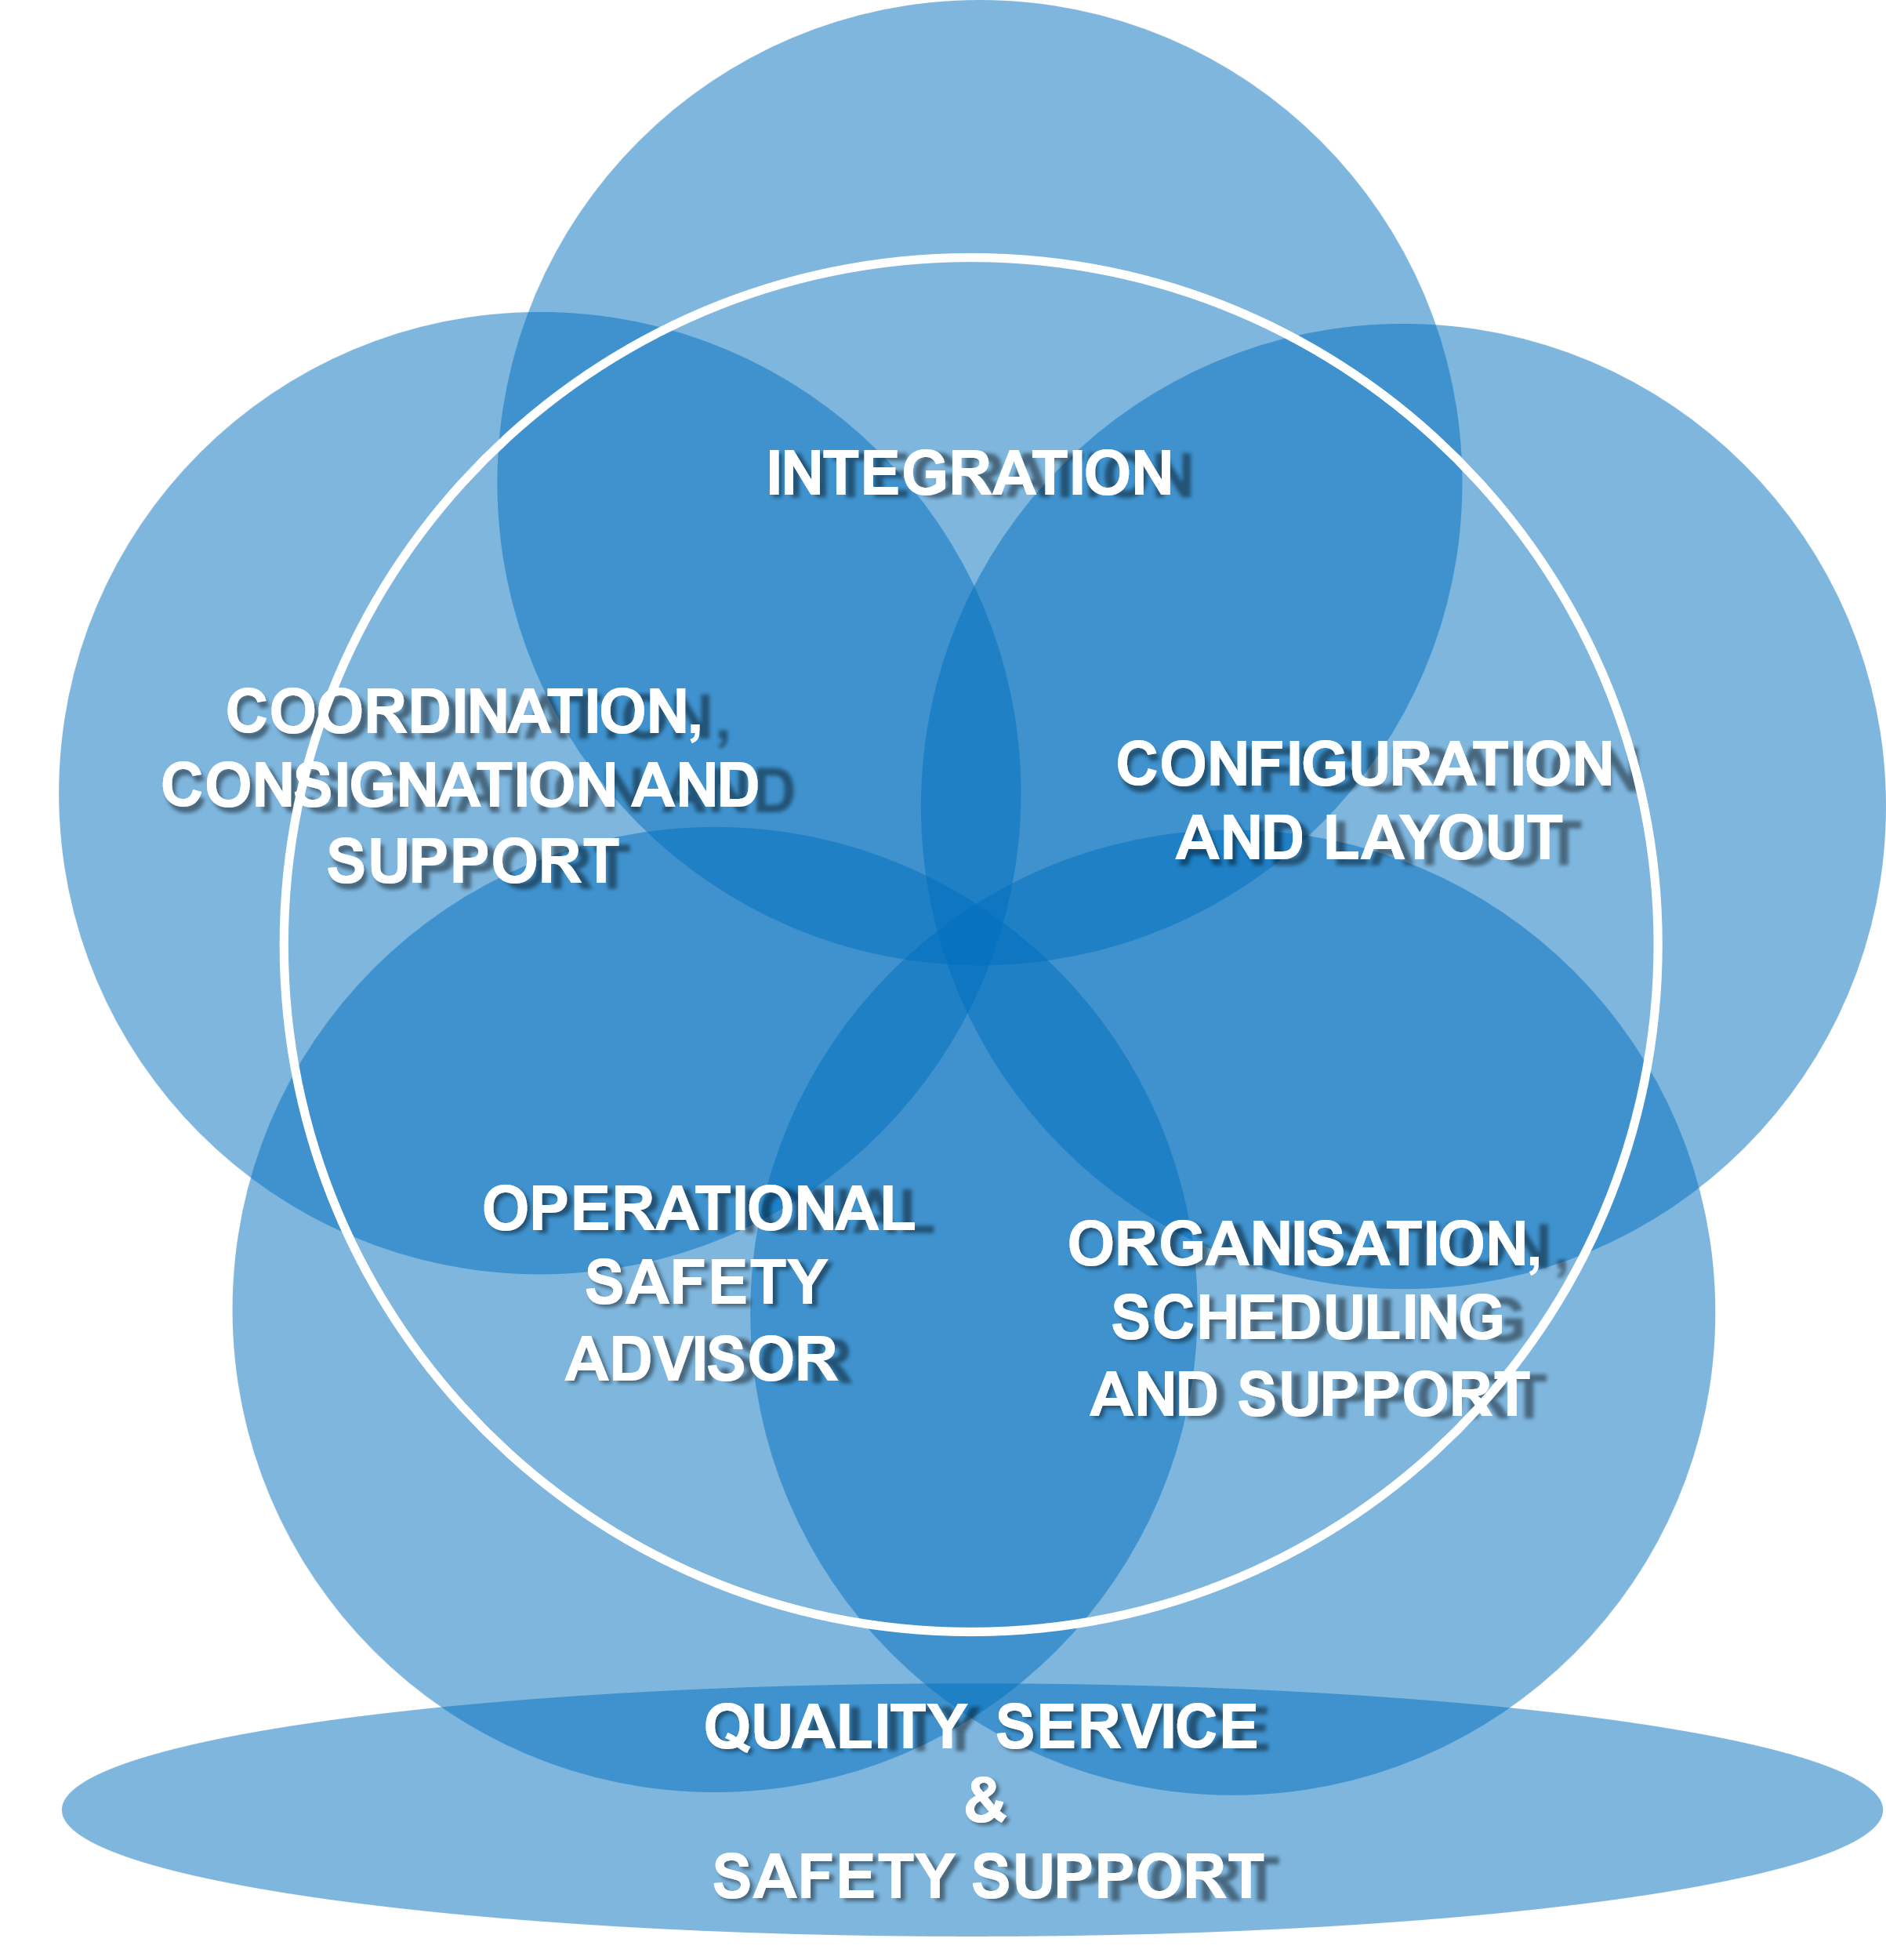 INTEGRATION
COORDINATION,
CONSIGNATION AND
SUPPORT
CONFIGURATION
AND LAYOUT
OPERATIONAL
SAFETY
ADVISOR
ORGANISATION,
SCHEDULING
AND SUPPORT
QUALITY SERVICE
&
SAFETY SUPPORT